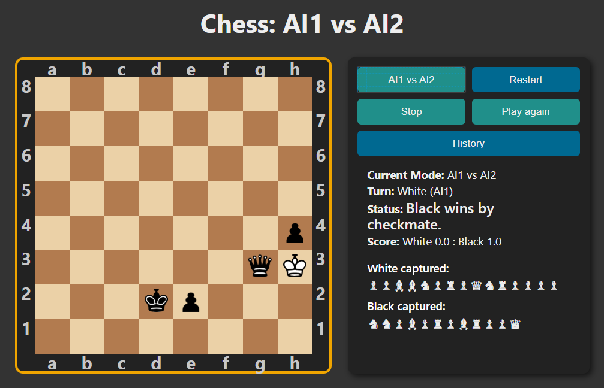 Chess: AI1 vs AI2
a b c d e f g h
8 8
7 7
6 6
5 5
4 4
3 3
2 2
1 1
a b c d e f g h
AI1 vs AI2 Restart
Stop Play again
History
Current Mode: AI1 vs AI2
Turn: White (AI1)
Status: Black wins by
checkmate.
Score: White 0.0 : Black 1.0
White captured:
Black captured: